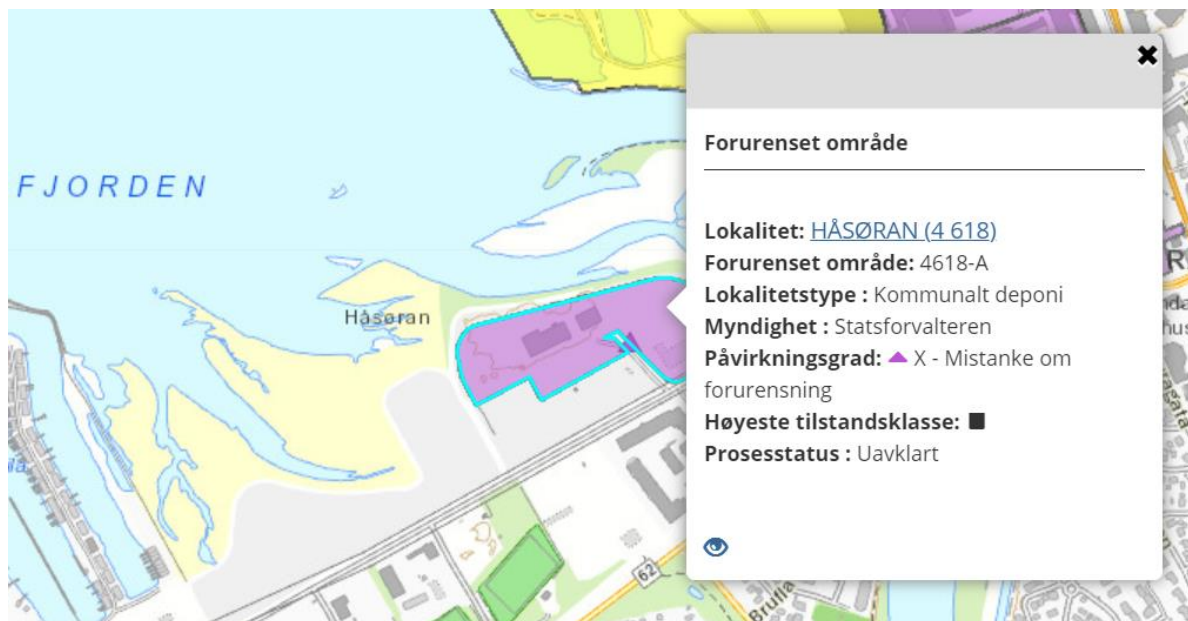 FJORDEN
Håsøran
62
Forurenset område
Lokalitet: HÅSØRAN (4 618)
Forurenset område: 4618-A
Lokalitetstype : Kommunalt deponi
Myndighet : Statsforvalteren
Påvirkningsgrad: X - Mistanke om
forurensning
Høyeste tilstandsklasse:
Prosesstatus : Uavklart